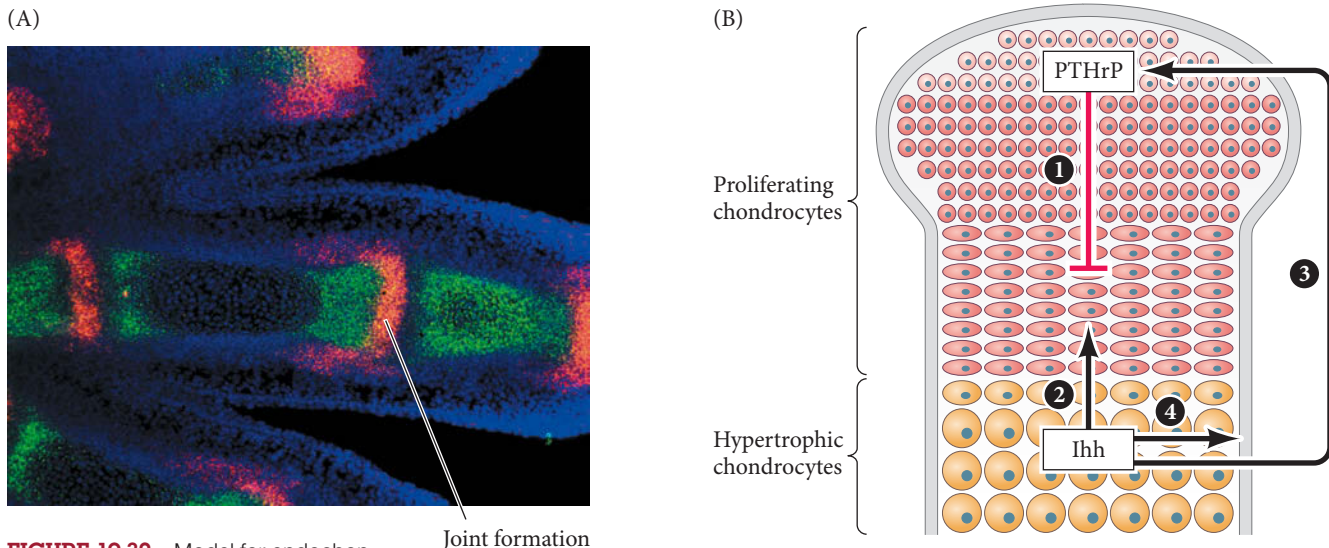 (A)
Joint formation
FIGURE 19.30 Model for endochon-
(B)
PTHrP
1
Proliferating
chondrocytes
3
2
4
Hypertrophic
chondrocytes
Ihh